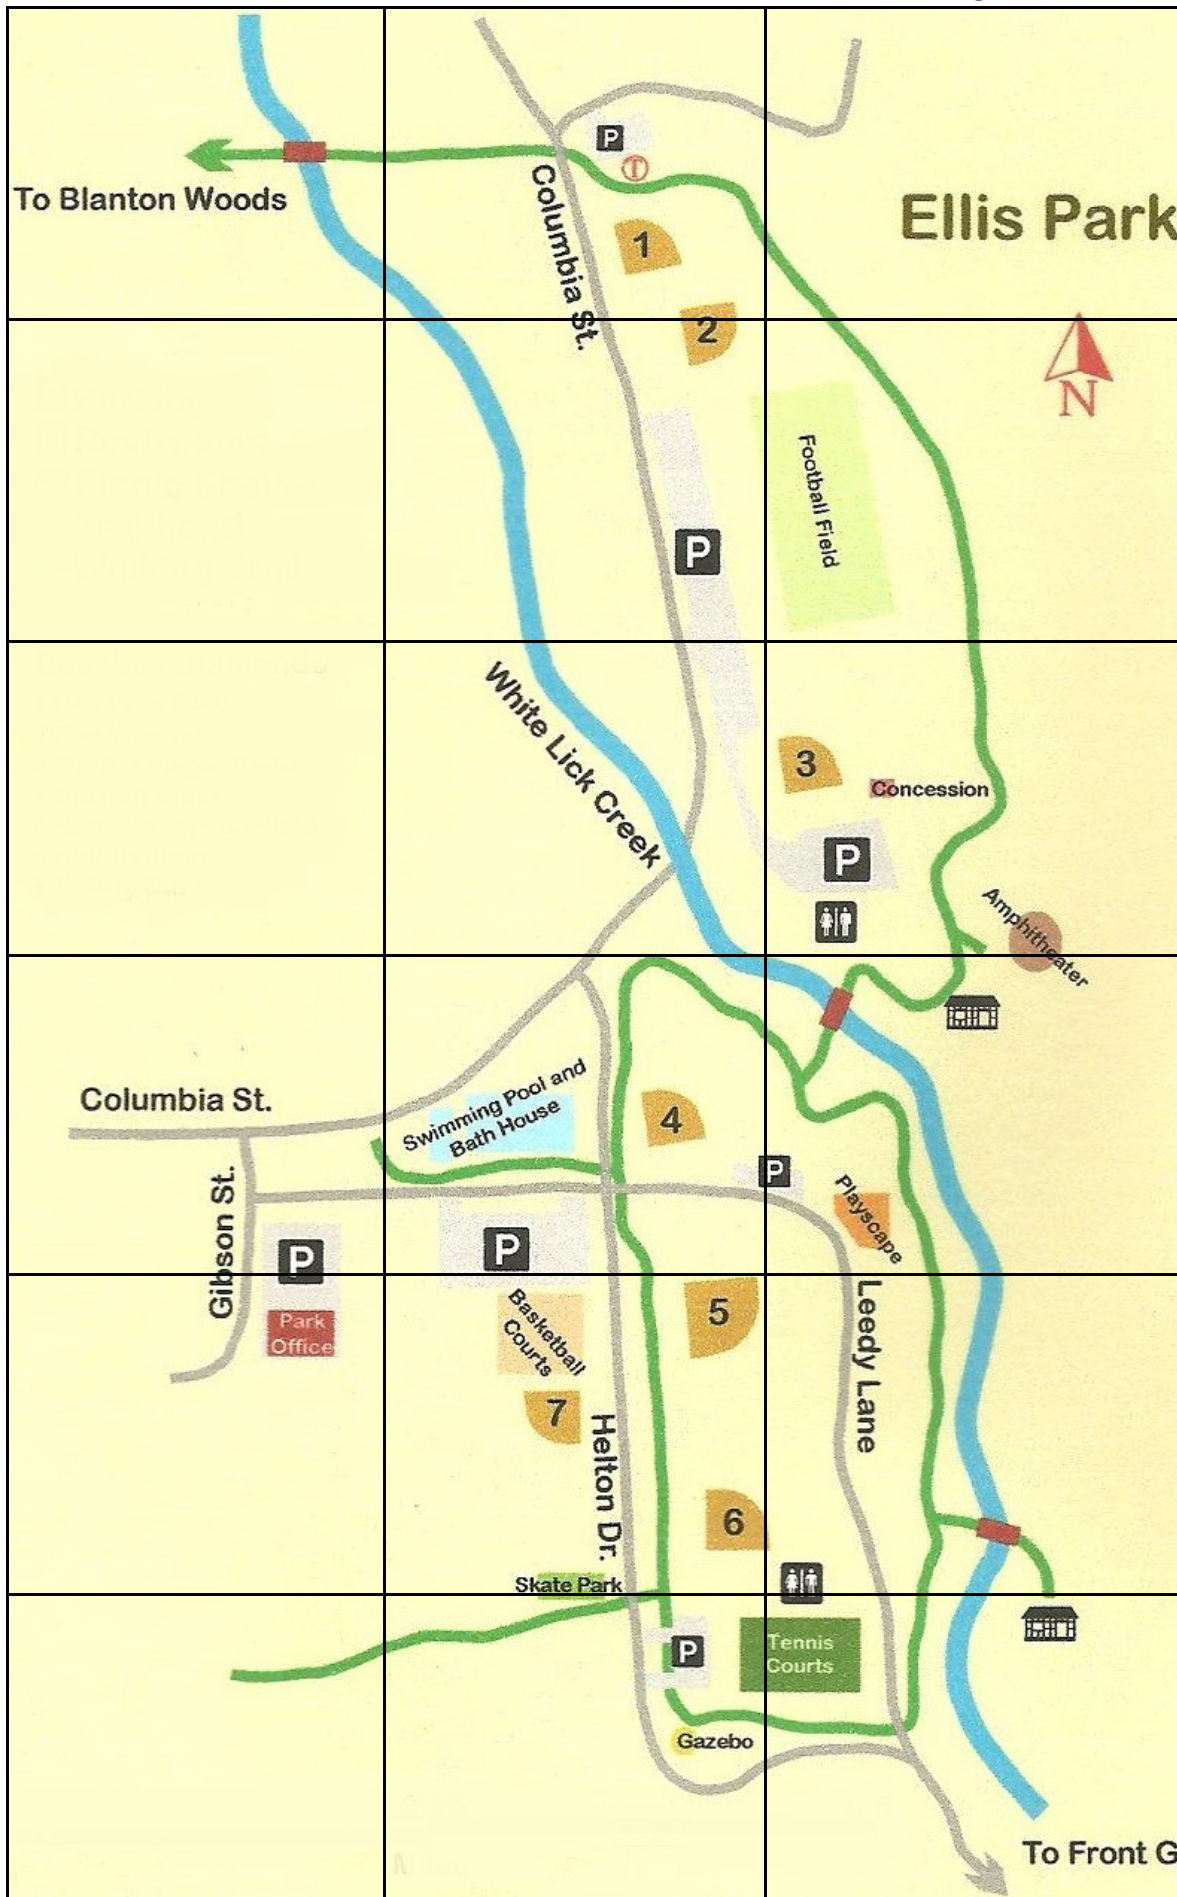 P
T
To Blanton Woods
Ellis Park
Columbia St.
1
2
N
Football Field
P
White Lick Creek
3
Concession
P
Amphitheater
Columbia St.
Swimming Pool and
Bath House
4
P
Playscape
Gibson St.
P
P
Park
Office
Basketball
Courts
5
Leedy Lane
7
Helton Dr.
6
Skate Park
P
Tennis
Courts
Gazebo
To Front G